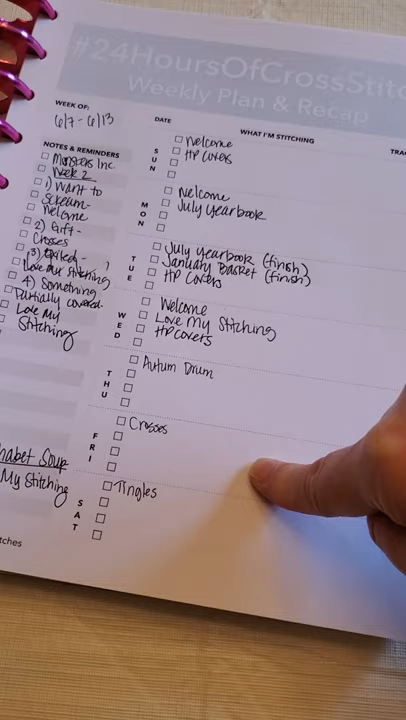 #24HoursOfCrossStitc
Weekly Plan & Recap
WEEK OF:
6/7 - 6/13
DATE
WHAT I'M STITCHING
TRA
NOTES & REMINDERS
Monsters Inc
Week 2
1) Want to
Scream-
Welcome
2) Gift-
Crosses
3)
Love our Stitching
4) Something
Partially covered-
Love My
Stitching
habet Soup
My Stitching
tches
SUN
Welcome
HP Covers
MON
Welcome
July Yearbook
TUE
July Yearbook (finish)
January Basket (finish)
HP Covers
WED
Welcome
Love My Stitching
HP Covers
THU
Autum Drum
FRI
Crosses
SAT
Tingles